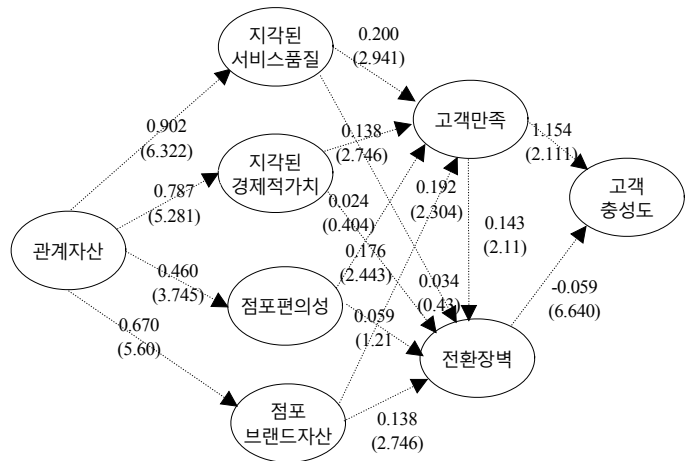 지각된
서비스품질
0.200
(2.941)
고객만족
0.902
(6.322)
지각된
경제적가치
0.138
(2.746)
1.154
(2.111)
0.787
(5.281)
0.024
(0.404)
0.192
(2.304)
고객
충성도
관계자산
0.176
(2.443)
0.143
(2.11)
0.460
(3.745)
점포편의성
0.034
(0.43)
-0.059
(6.640)
0.670
(5.60)
0.059
(1.21
전환장벽
점포
브랜드자산
0.138
(2.746)